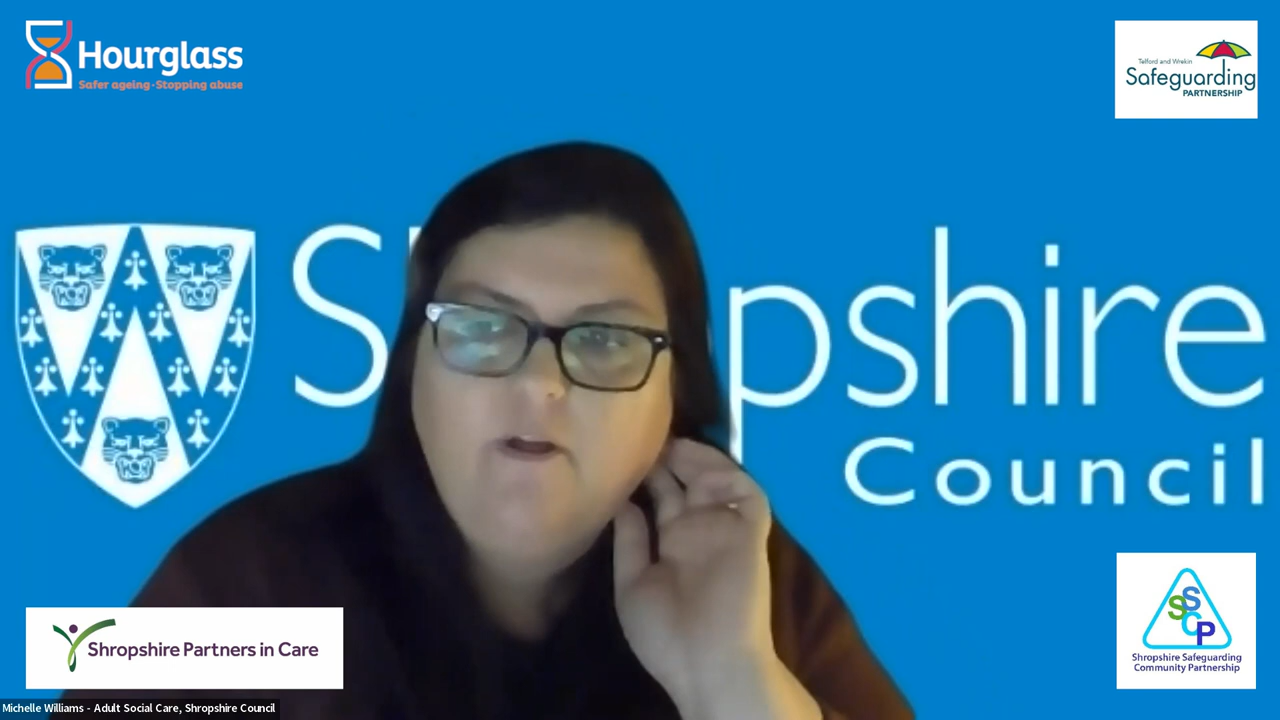 Hourglass
Safer ageing·Stopping abuse
Telford and Wrekin
Safeguarding
PARTNERSHIP
Shropshire
Council
Shropshire Partners in Care
SSCP
Shropshire Safeguarding
Community Partnership
Michelle Williams - Adult Social Care, Shropshire Council